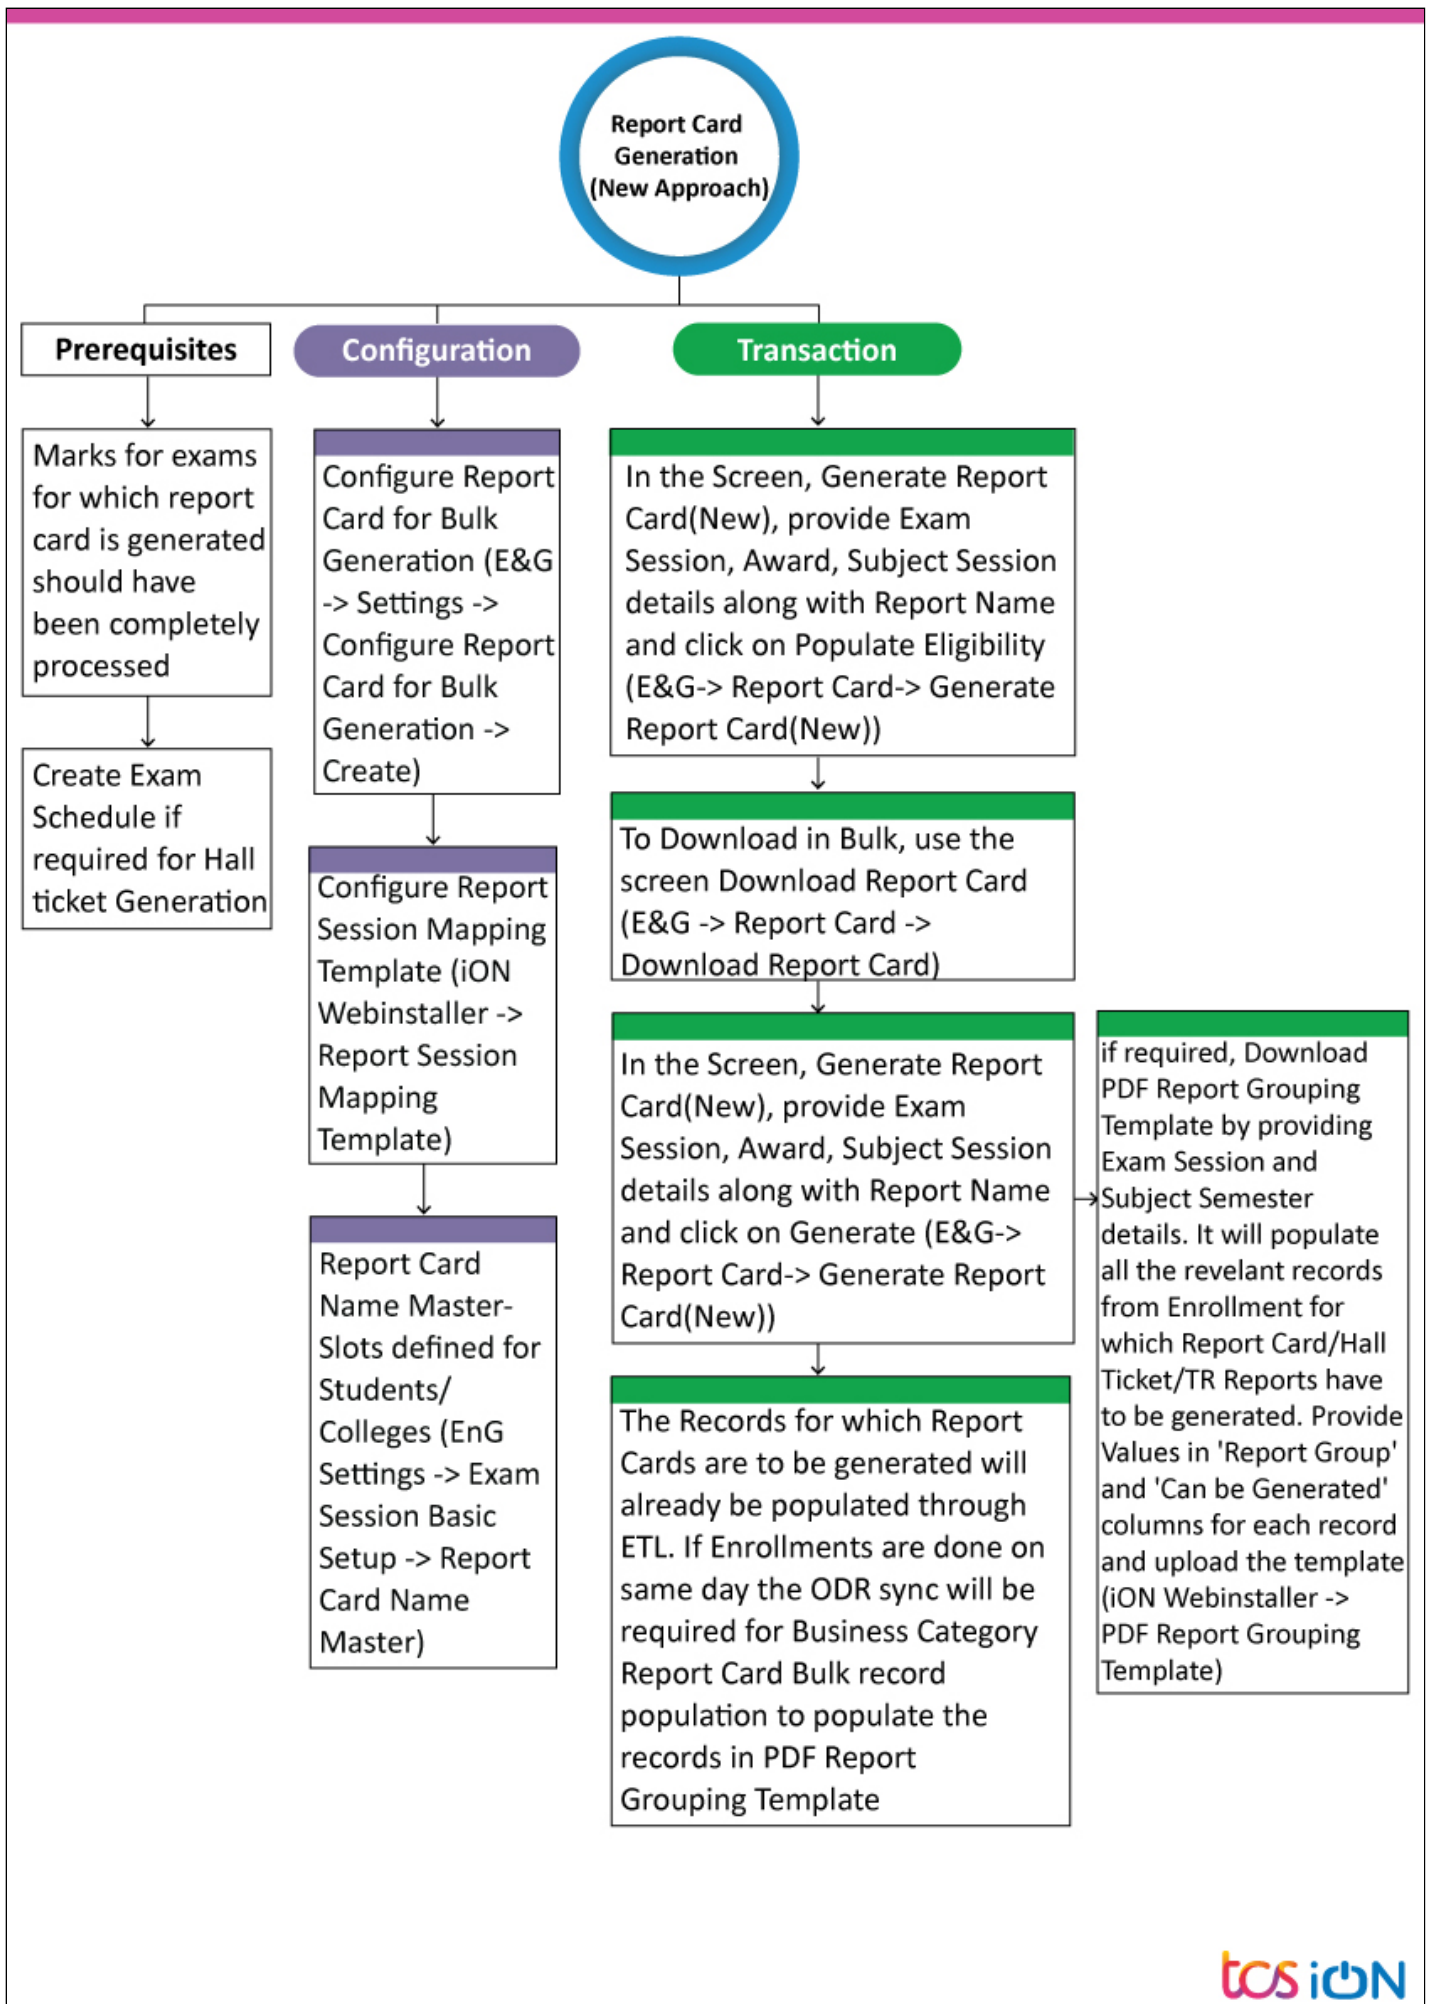 Report Card
Generation
(New Approach)
Prerequisites
Marks for exams
for which report
card is generated
should have
been completely
processed
Create Exam
Schedule if
required for Hall
ticket Generation
Configuration
Configure Report
Card for Bulk
Generation (E&G
-> Settings ->
Configure Report
Card for Bulk
Generation ->
Create)
Configure Report
Session Mapping
Template (iON
Webinstaller ->
Report Session
Mapping
Template)
Report Card
Name Master-
Slots defined for
Students/
Colleges (EnG
Settings -> Exam
Session Basic
Setup -> Report
Card Name
Master)
Transaction
In the Screen, Generate Report
Card(New), provide Exam
Session, Award, Subject Session
details along with Report Name
and click on Populate Eligibility
(E&G-> Report Card-> Generate
Report Card(New))
To Download in Bulk, use the
screen Download Report Card
(E&G -> Report Card ->
Download Report Card)
In the Screen, Generate Report
Card(New), provide Exam
Session, Award, Subject Session
details along with Report Name
and click on Generate (E&G->
Report Card-> Generate Report
Card(New))
The Records for which Report
Cards are to be generated will
already be populated through
ETL. If Enrollments are done on
same day the ODR sync will be
required for Business Category
Report Card Bulk record
population to populate the
records in PDF Report
Grouping Template
if required, Download
PDF Report Grouping
Template by providing
Exam Session and
Subject Semester
details. It will populate
all the revelant records
from Enrollment for
which Report Card/Hall
Ticket/TR Reports have
to be generated. Provide
Values in 'Report Group'
and 'Can be Generated'
columns for each record
and upload the template
(iON Webinstaller ->
PDF Report Grouping
Template)
tcs iON